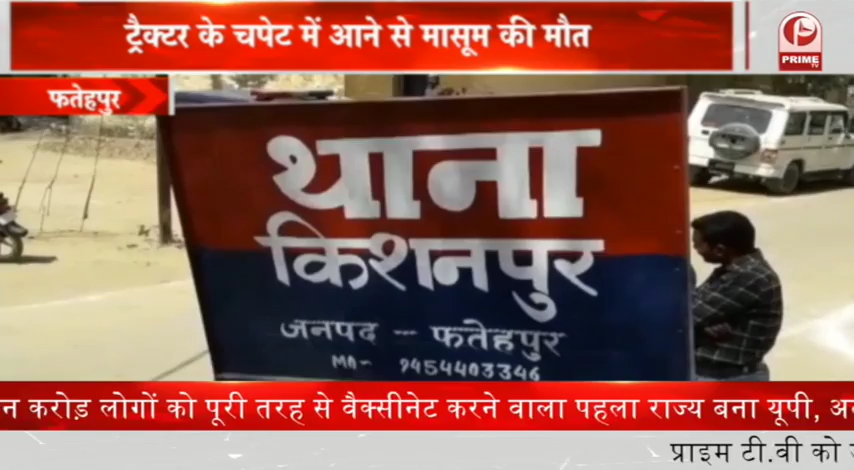 ट्रैक्टर के चपेट में आने से मासूम की मौत
PRIME
TV
फतेहपुर
थाना
किशनपुर
जनपद - फतेहपुर
MO- 9454403346
करोड़ लोगों को पूरी तरह से वैक्सीनेट करने वाला पहला राज्य बना यूपी,
प्राइम टी.वी को